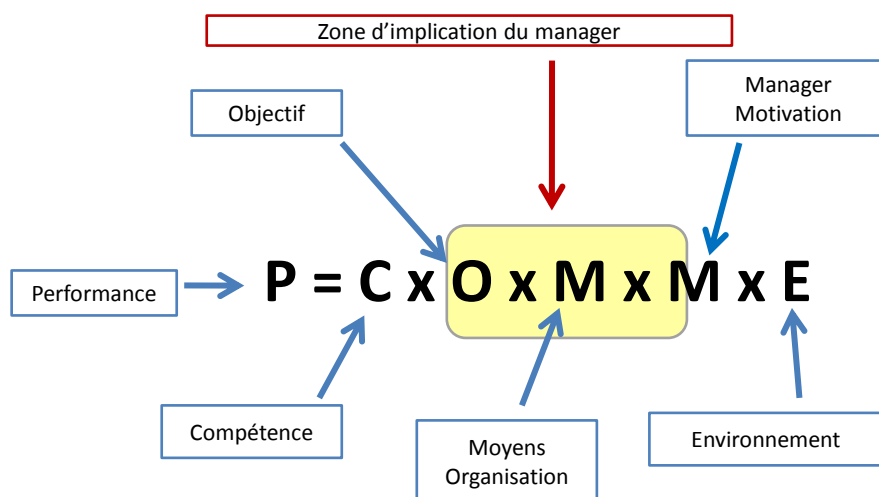 Zone d'implication du manager
Manager
Motivation
Objectif
P = C x O x M x M x E
Performance
Compétence
Moyens
Organisation
Environnement